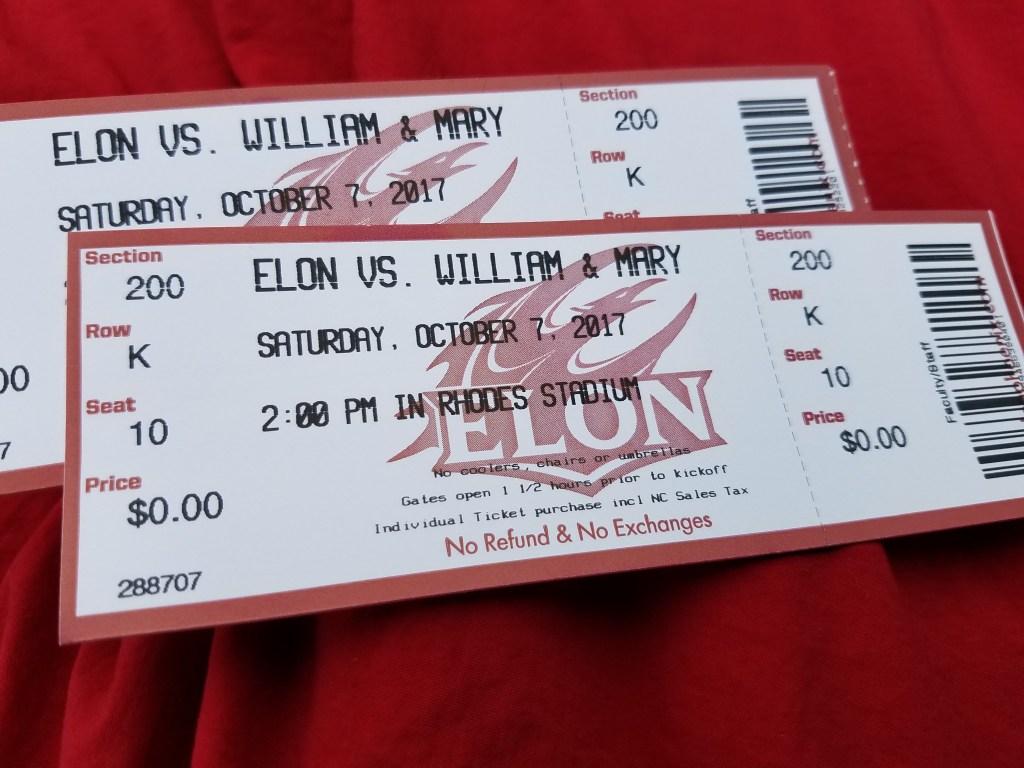 ELON VS. WILLIAM & MARY
SATURDAY, OCTOBER 7, 2017
Section
200
Row
K
Seat
Section
200
Row
K
Seat
10
Price
$0.00
288707
ELON VS. WILLIAM & MARY
SATURDAY, OCTOBER 7, 2017
2:00 PM IN RHODES STADIUM
ELON
No coolers, chairs or umbrellas
Gates open 1 1/2 hours prior to kickoff
Individual Ticket purchase incl NC Sales Tax
No Refund & No Exchanges
Section
200
Row
K
Seat
10
Price
$0.00
Faculty/Staff